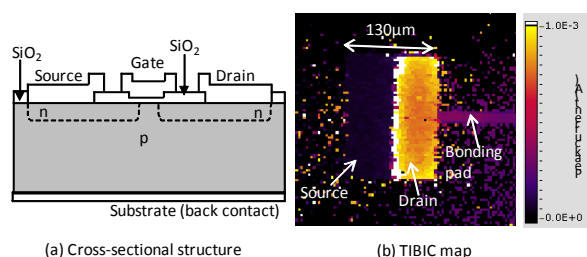 SiO₂
SiO₂
Gate
Source
Drain
n
n
p
Substrate (back contact)
(a) Cross-sectional structure
130μm
Source
Drain
Bonding
pad
(b) TIBIC map
1.0E-3
0.0E+0